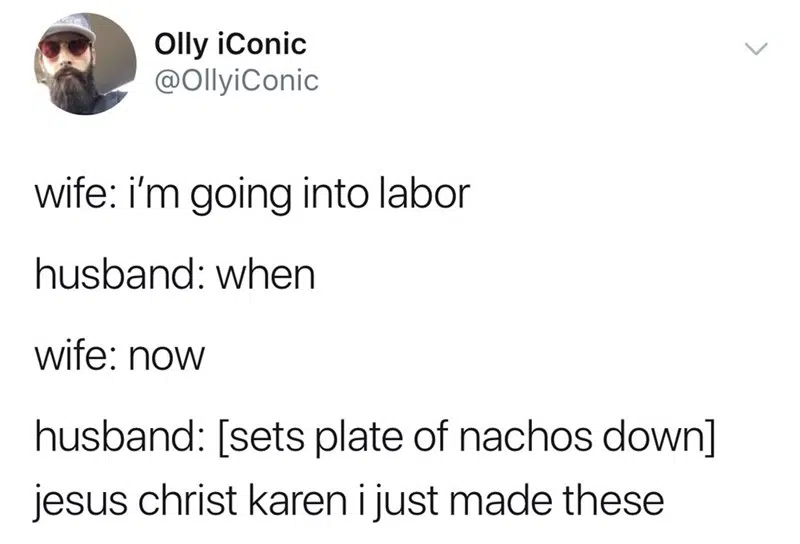 Olly iConic
@OllyiConic
wife: i'm going into labor
husband: when
wife: now
husband: [sets plate of nachos down]
jesus christ karen i just made these